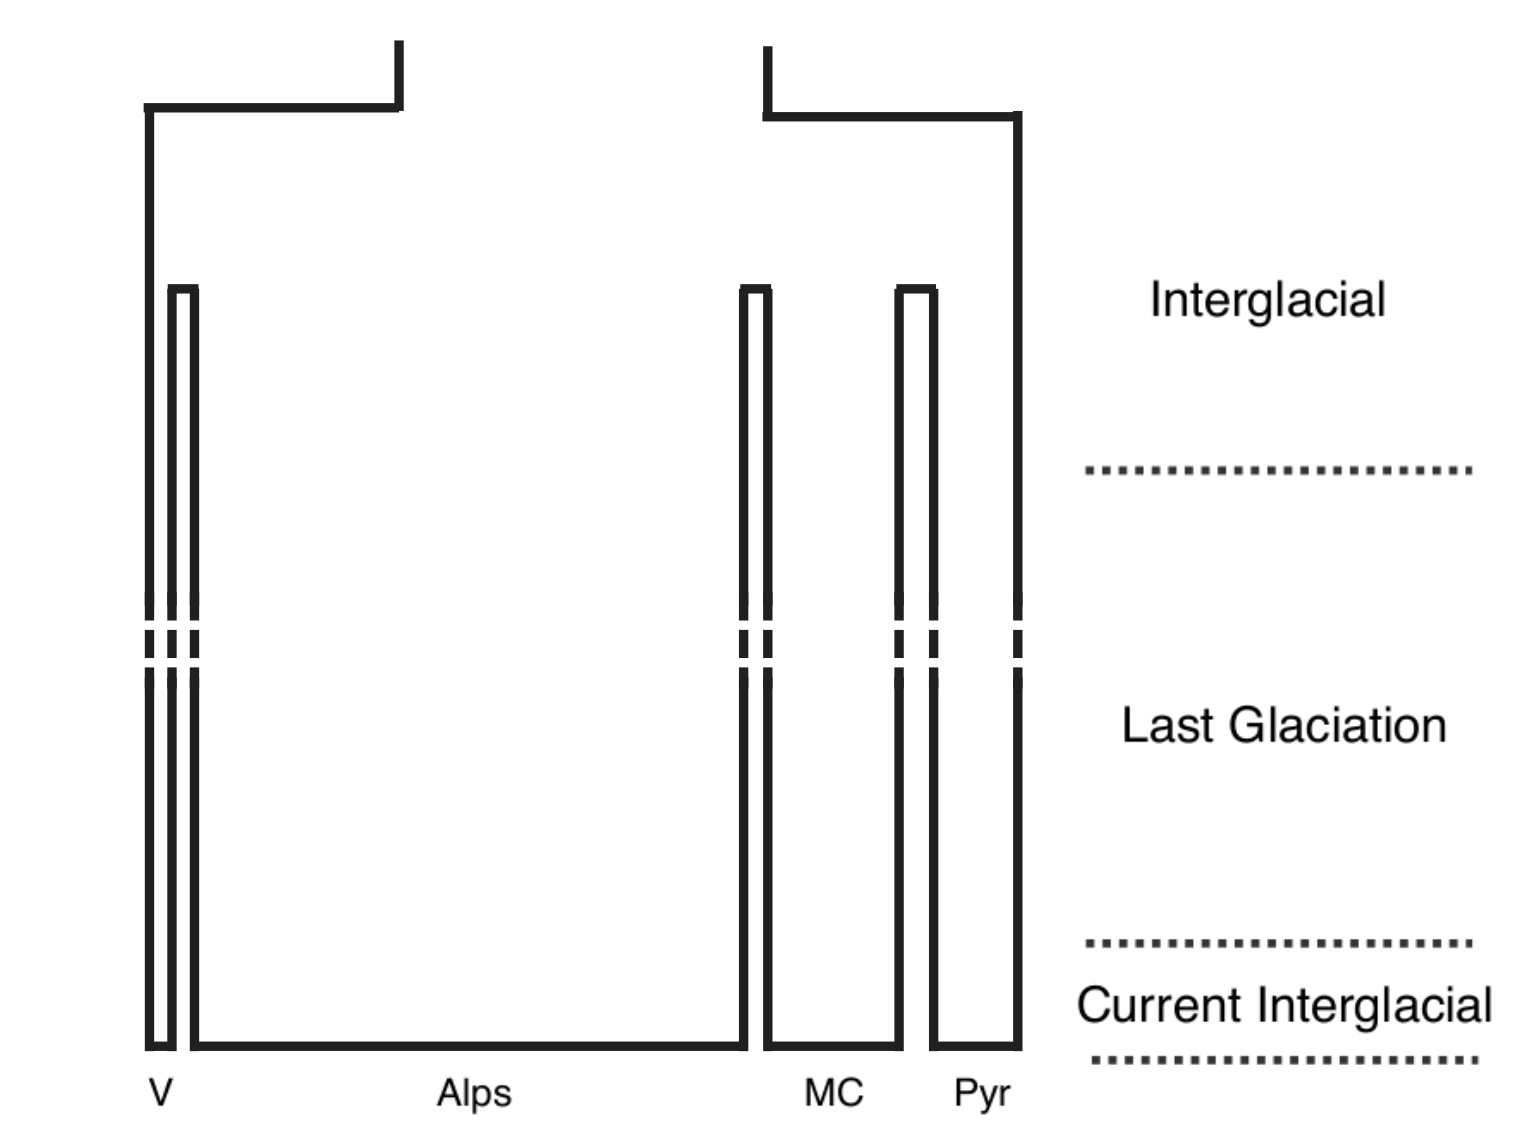 Interglacial
Last Glaciation
Current Interglacial
V Alps MC Pyr